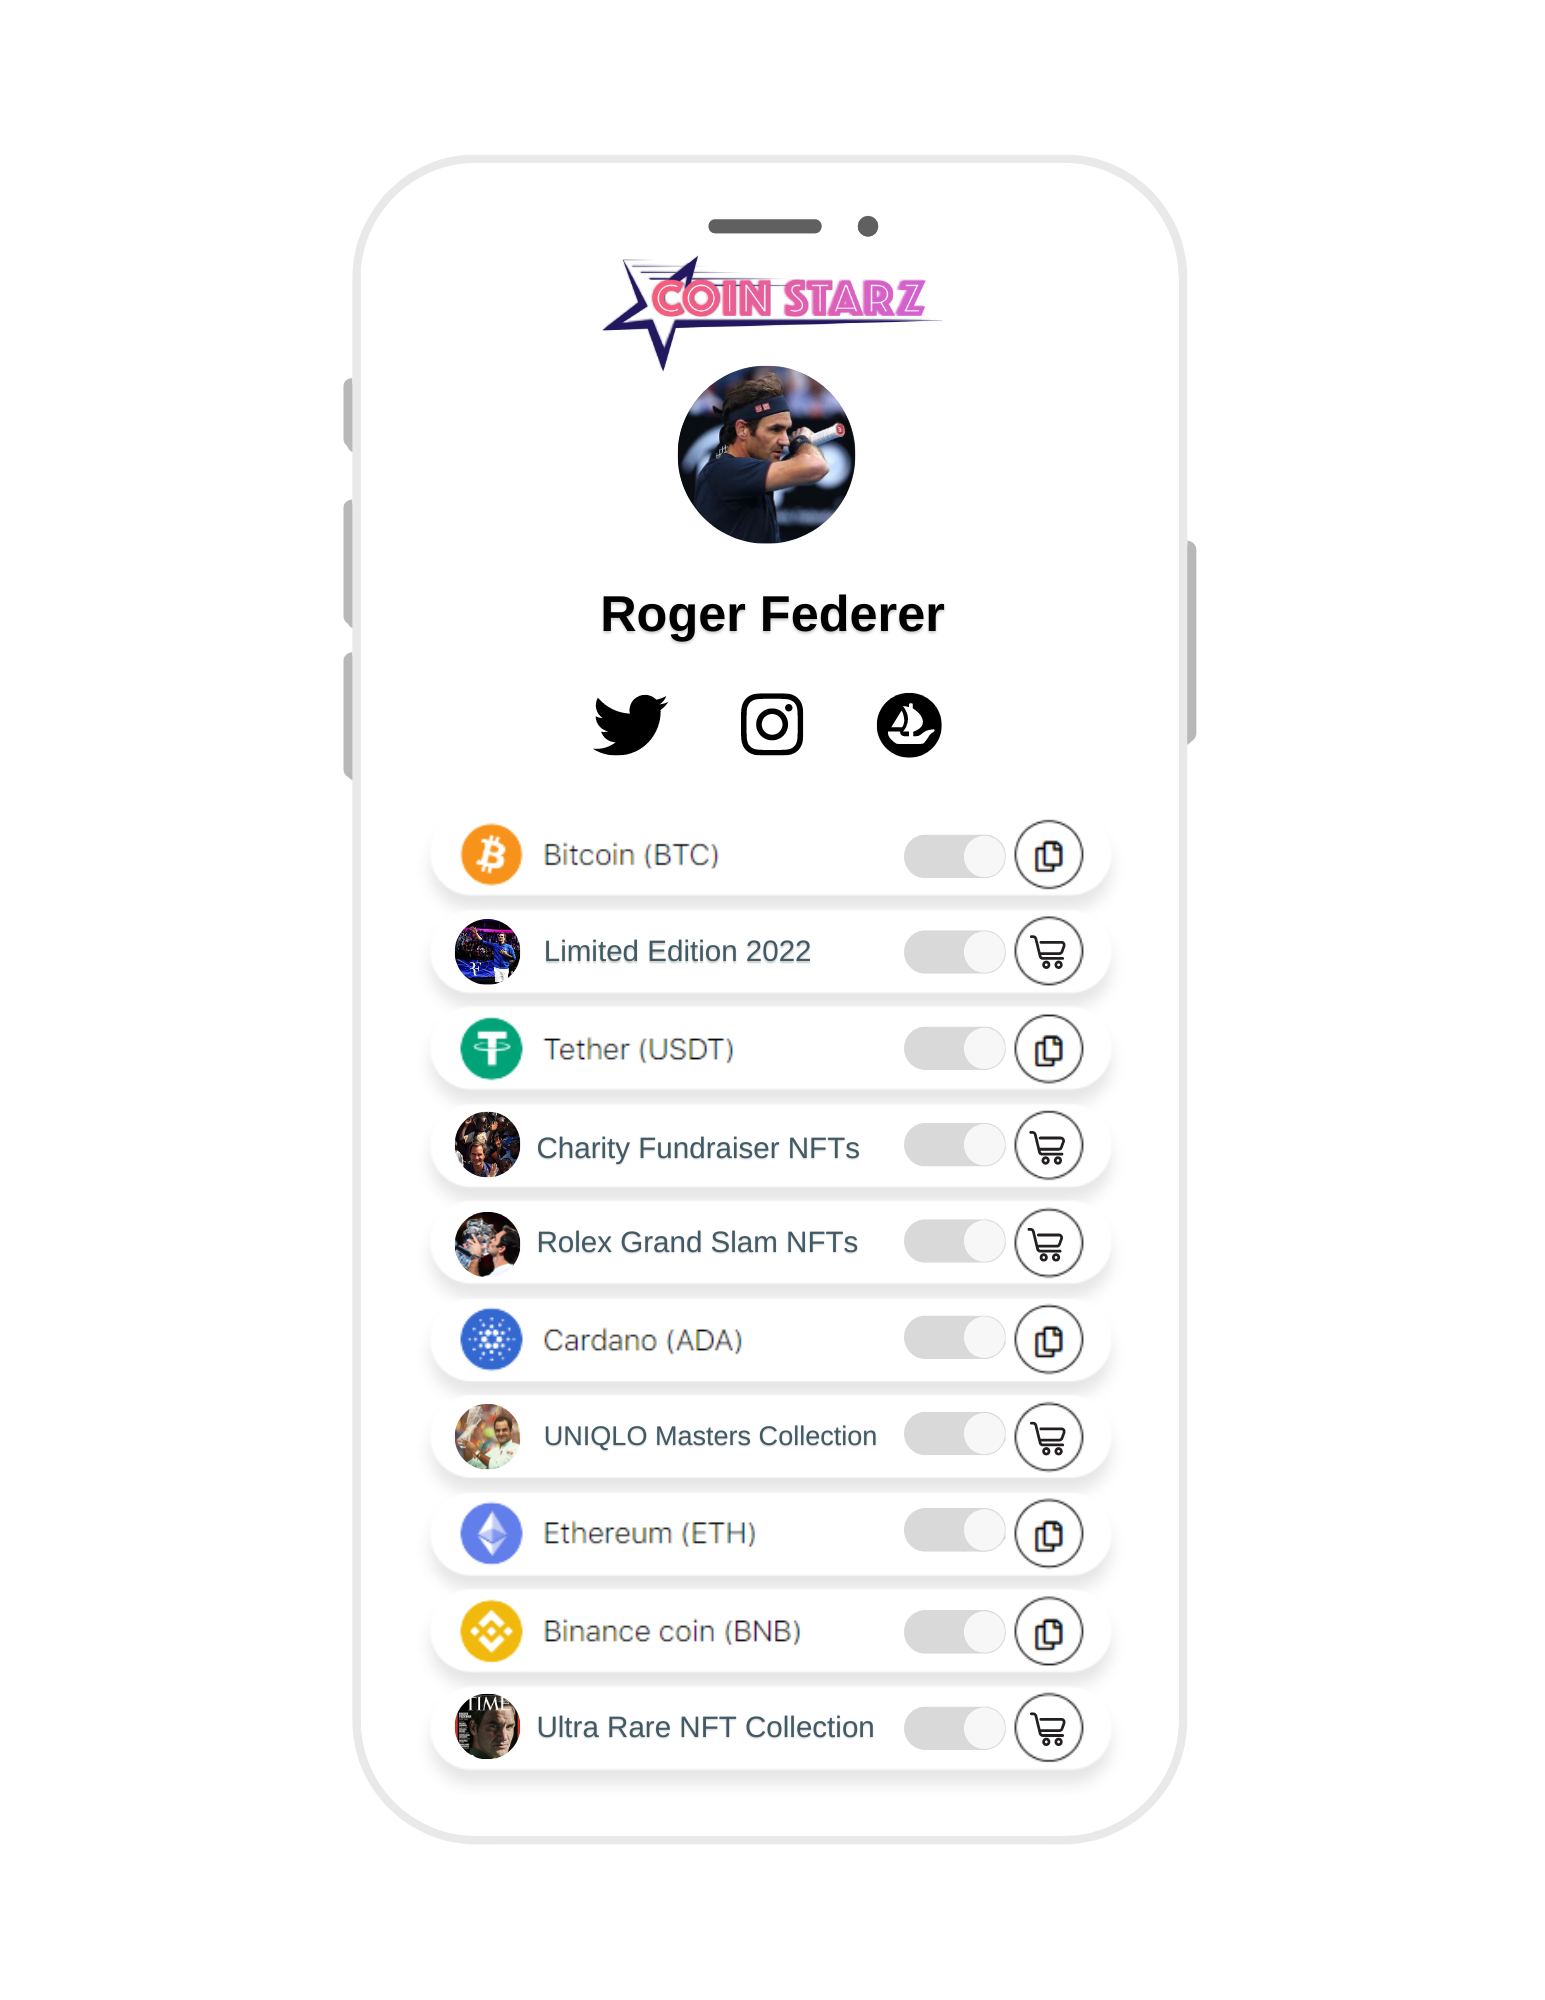 COIN STARZ
Roger Federer
Bitcoin (BTC)
Limited Edition 2022
Tether (USDT)
Charity Fundraiser NFTs
Rolex Grand Slam NFTs
Cardano (ADA)
UNIQLO Masters Collection
Ethereum (ETH)
Binance coin (BNB)
TIME
Ultra Rare NFT Collection